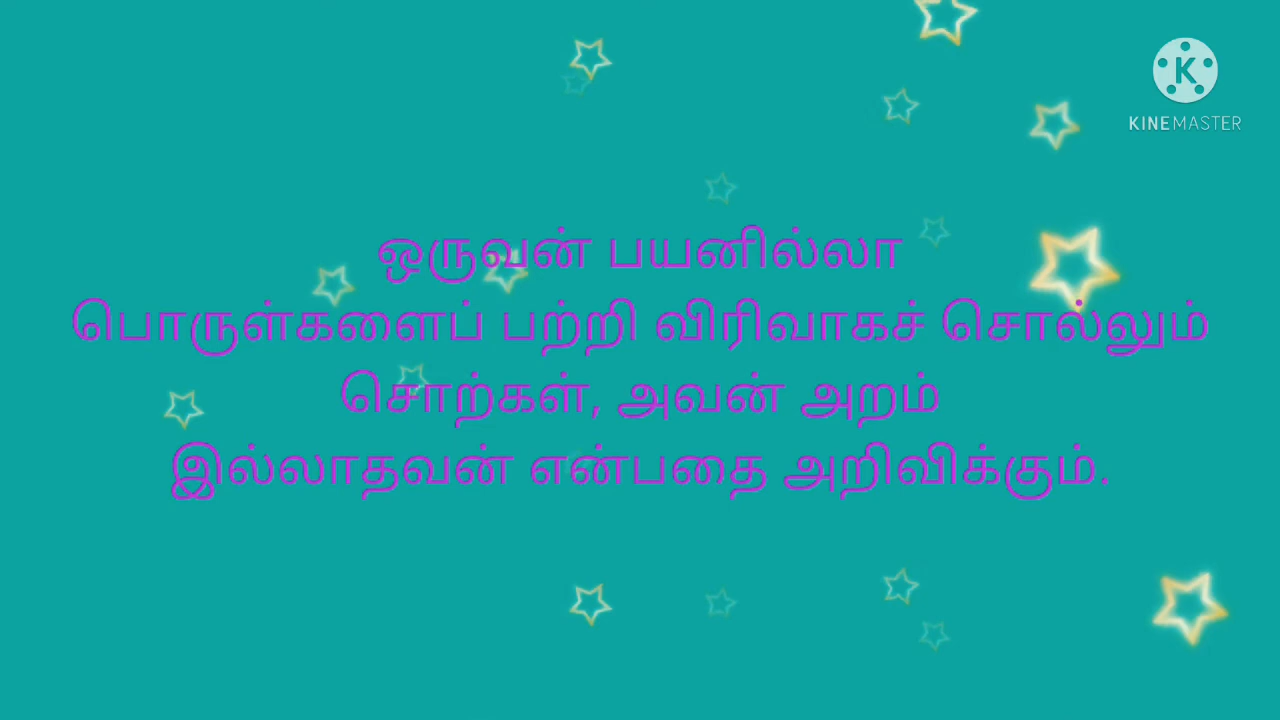 KINEMASTER
ஒருவன் பயனில்லா
பொருள்களைப் பற்றி விரிவாகச் சொல்லும்
சொற்கள், அவன் அறம்
இல்லாதவன் என்பதை அறிவிக்கும்.